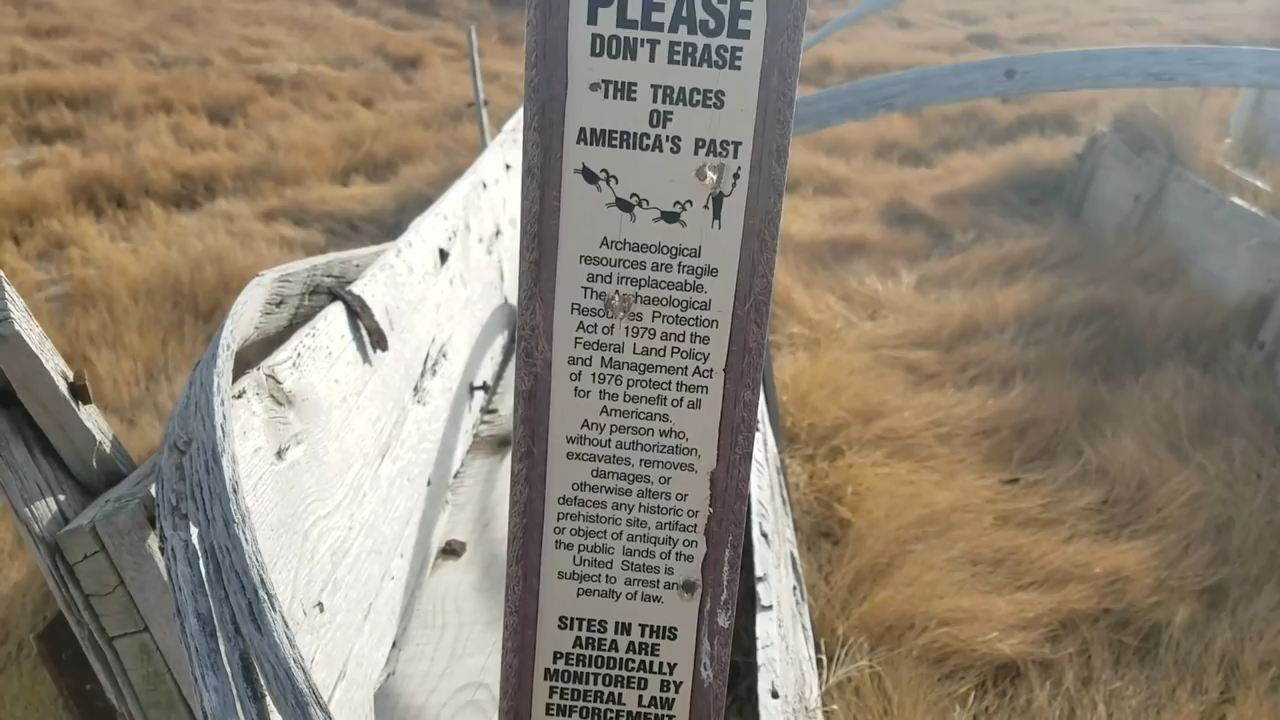 PLEASE
DON'T ERASE
THE TRACES
OF
AMERICA'S PAST
Archaeological
resources are fragile
and irreplaceable.
The Archaeological
Resources Protection
Act of 1979 and the
Federal Land Policy
and Management Act
of 1976 protect them
for the benefit of all
Americans.
Any person who,
without authorization,
excavates, removes,
damages, or
otherwise alters or
defaces any historic or
prehistoric site, artifact
or object of antiquity on
the public lands of the
United States is
subject to arrest and
penalty of law.
SITES IN THIS
AREA ARE
PERIODICALLY
MONITORED BY
FEDERAL LAW
ENFORCEMENT